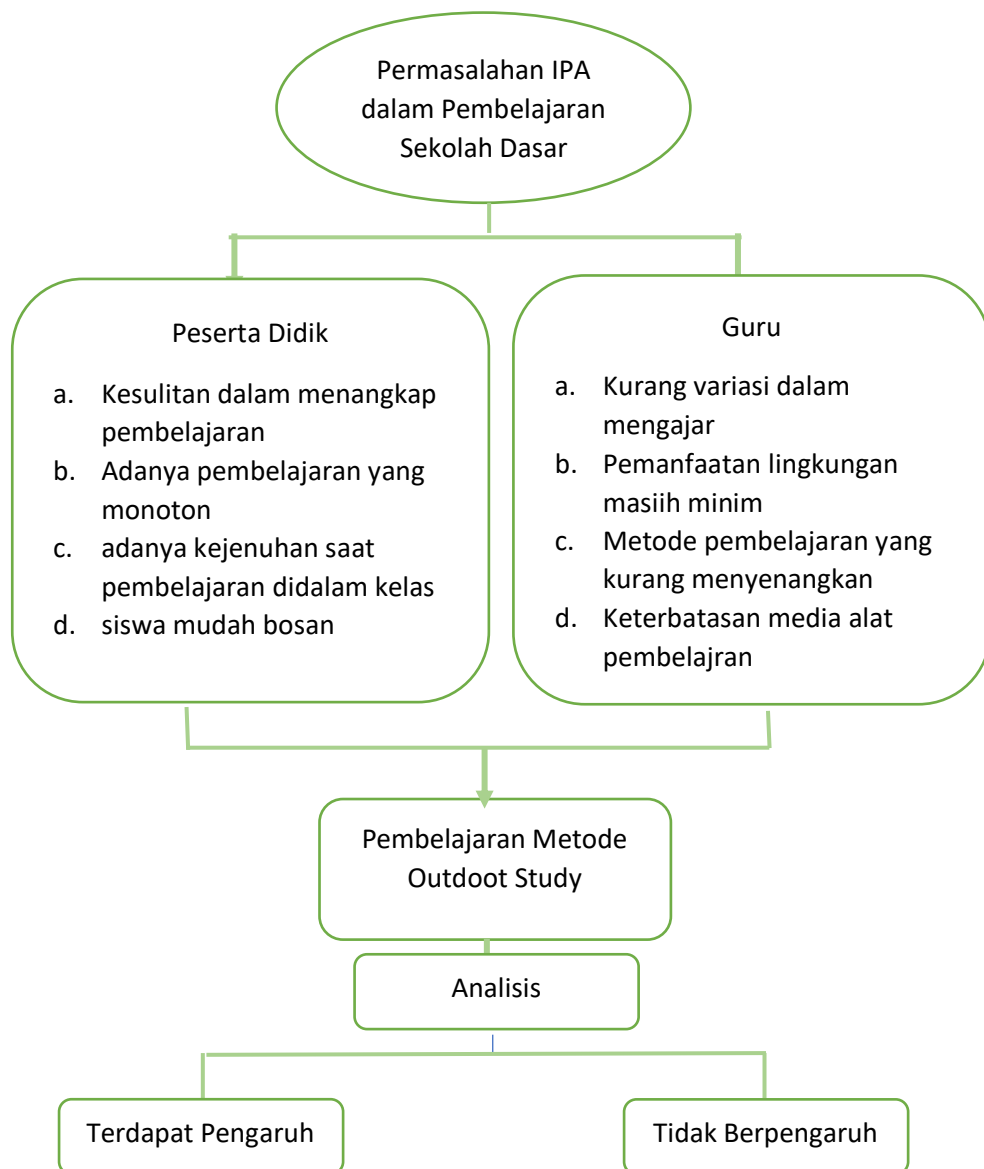 Permasalahan IPA
dalam Pembelajaran
Sekolah Dasar
Peserta Didik
a. Kesulitan dalam menangkap
pembelajaran
b. Adanya pembelajaran yang
monoton
c. adanya kejenuhan saat
pembelajaran didalam kelas
d. siswa mudah bosan
Guru
a. Kurang variasi dalam
mengajar
b. Pemanfaatan lingkungan
masiih minim
c. Metode pembelajaran yang
kurang menyenangkan
d. Keterbatasan media alat
pembelajran
Pembelajaran Metode
Outdoot Study
Analisis
Terdapat Pengaruh
Tidak Berpengaruh